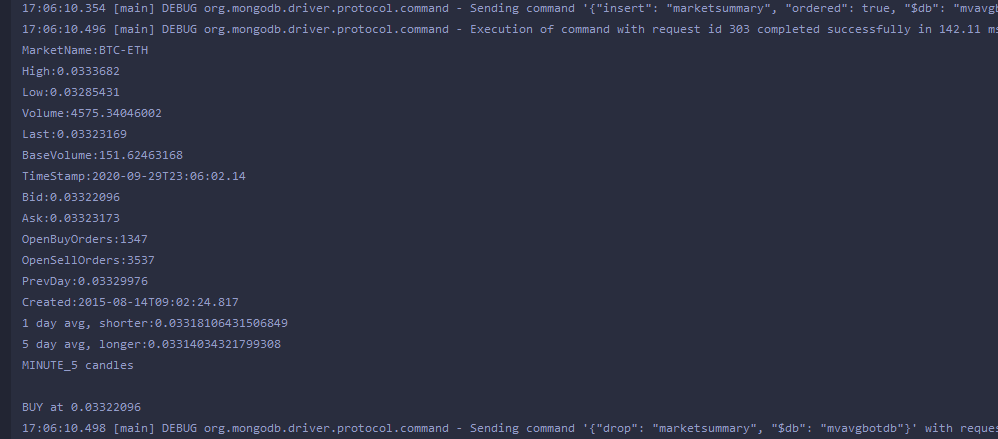 17:06:10.354 [main] DEBUG org.mongodb.driver.protocol.command - Sending command '{"insert": "marketsummary", "ordered": true, "$db": "mvavgb
17:06:10.496 [main] DEBUG org.mongodb.driver.protocol.command - Execution of command with request id 303 completed successfully in 142.11 ms
MarketName:BTC-ETH
High:0.0333682
Low:0.03285431
Volume:4575.34046002
Last:0.03323169
BaseVolume:151.62463168
TimeStamp:2020-09-29T23:06:02.14
Bid:0.03322096
Ask:0.03323173
OpenBuyOrders:1347
OpenSellOrders:3537
PrevDay:0.03329976
Created:2015-08-14T09:02:24.817
1 day avg, shorter:0.03318106431506849
5 day avg, longer:0.03314034321799308
MINUTE_5 candles
BUY at 0.03322096
17:06:10.498 [main] DEBUG org.mongodb.driver.protocol.command - Sending command '{"drop": "marketsummary", "$db": "mvavgbotdb"}' with reques